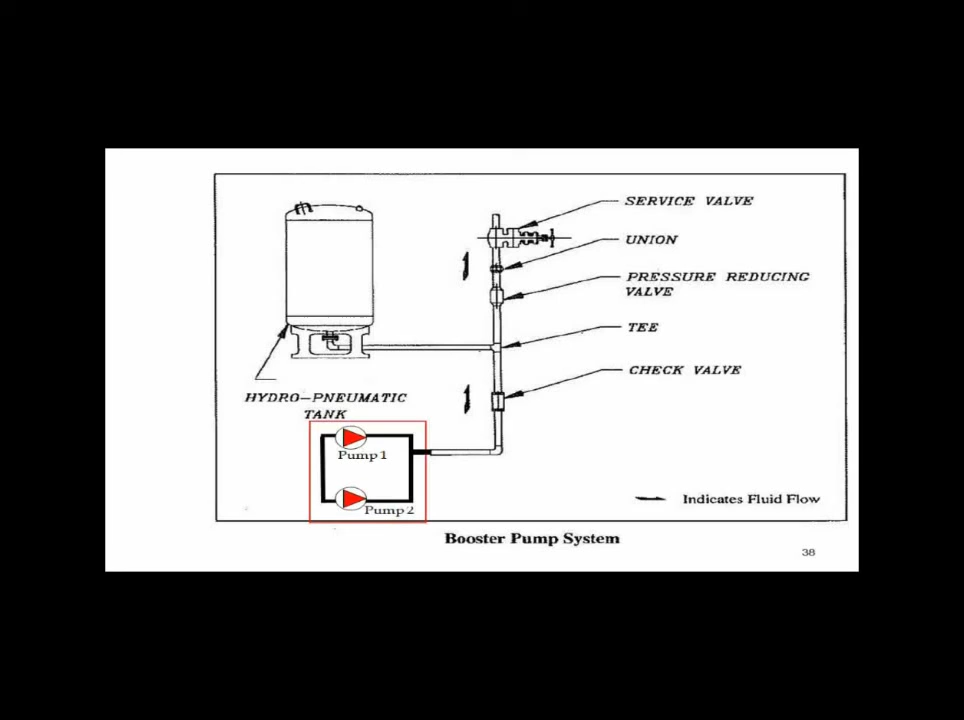 SERVICE VALVE
UNION
PRESSURE REDUCING
VALVE
TEE
CHECK VALVE
HYDRO-PNEUMATIC
TANK
Pump 1
Pump 2
Indicates Fluid Flow
Booster Pump System
38